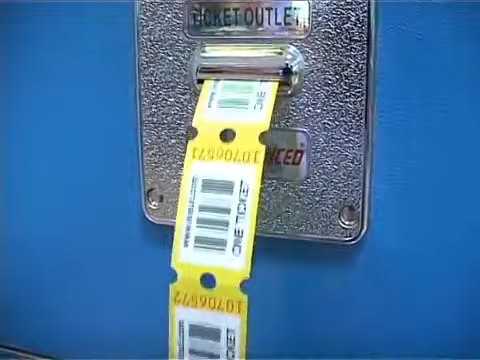 TICKET OUTLET
10706571
ONE TICKET
10706572
ONE TICKET